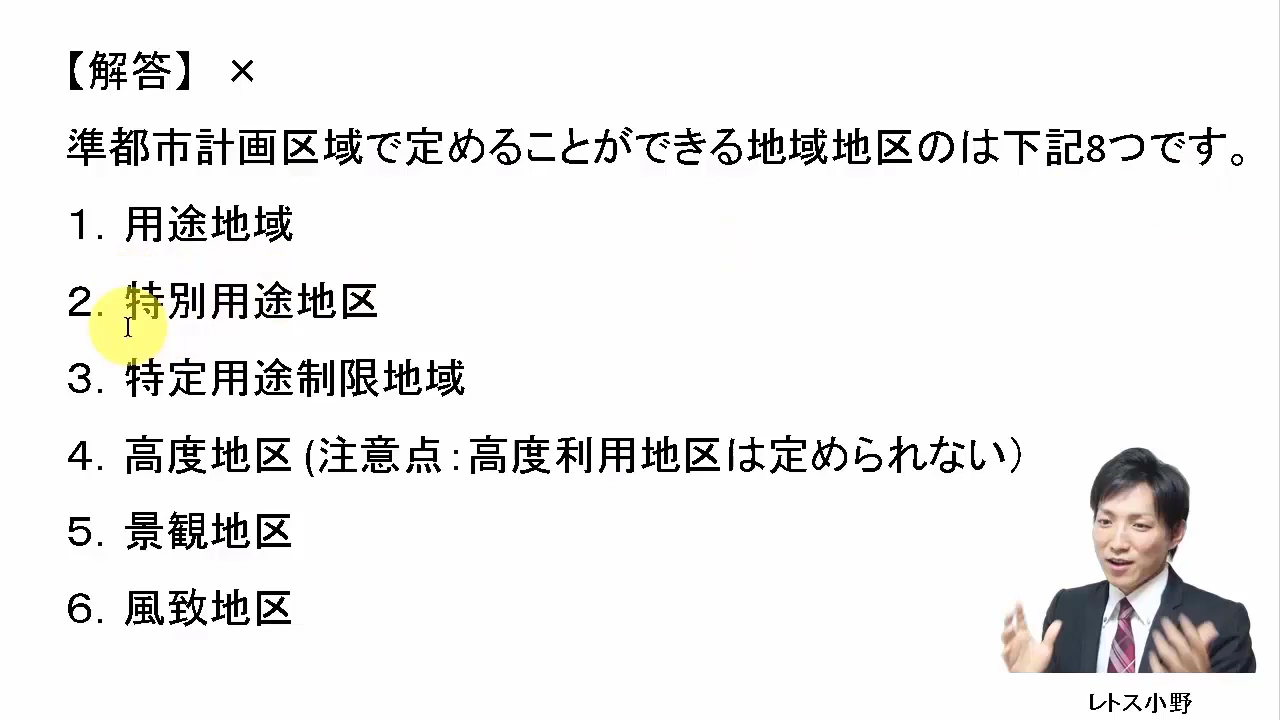 【解答】 ×
準都市計画区域で定めることができる地域地区のは下記8つです。
１．用途地域
２．特別用途地区
３．特定用途制限地域
４．高度地区 (注意点：高度利用地区は定められない）
５．景観地区
６．風致地区
レトス小野